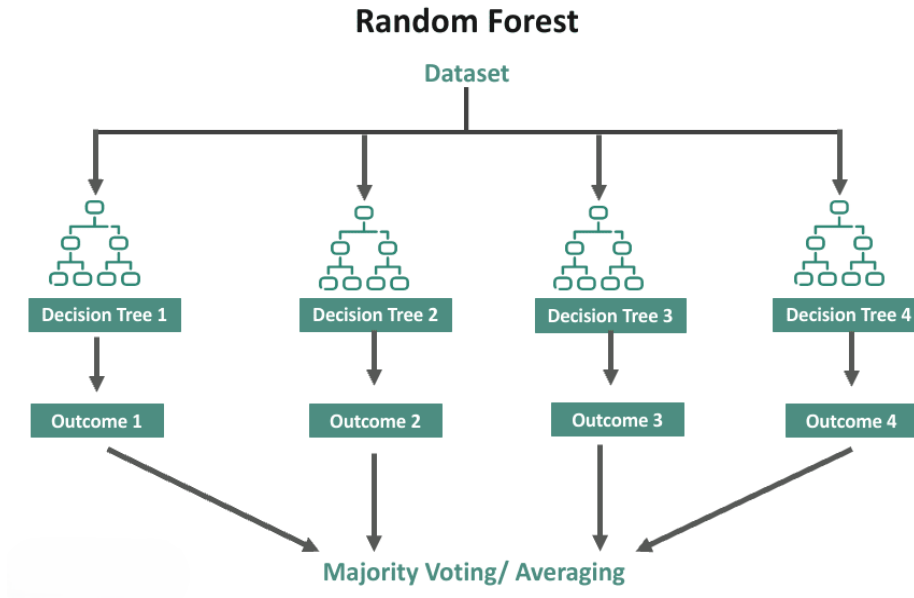 Random Forest
Dataset
Decision Tree 1
Decision Tree 2
Decision Tree 3
Decision Tree 4
Outcome 1
Outcome 2
Outcome 3
Outcome 4
Majority Voting/ Averaging